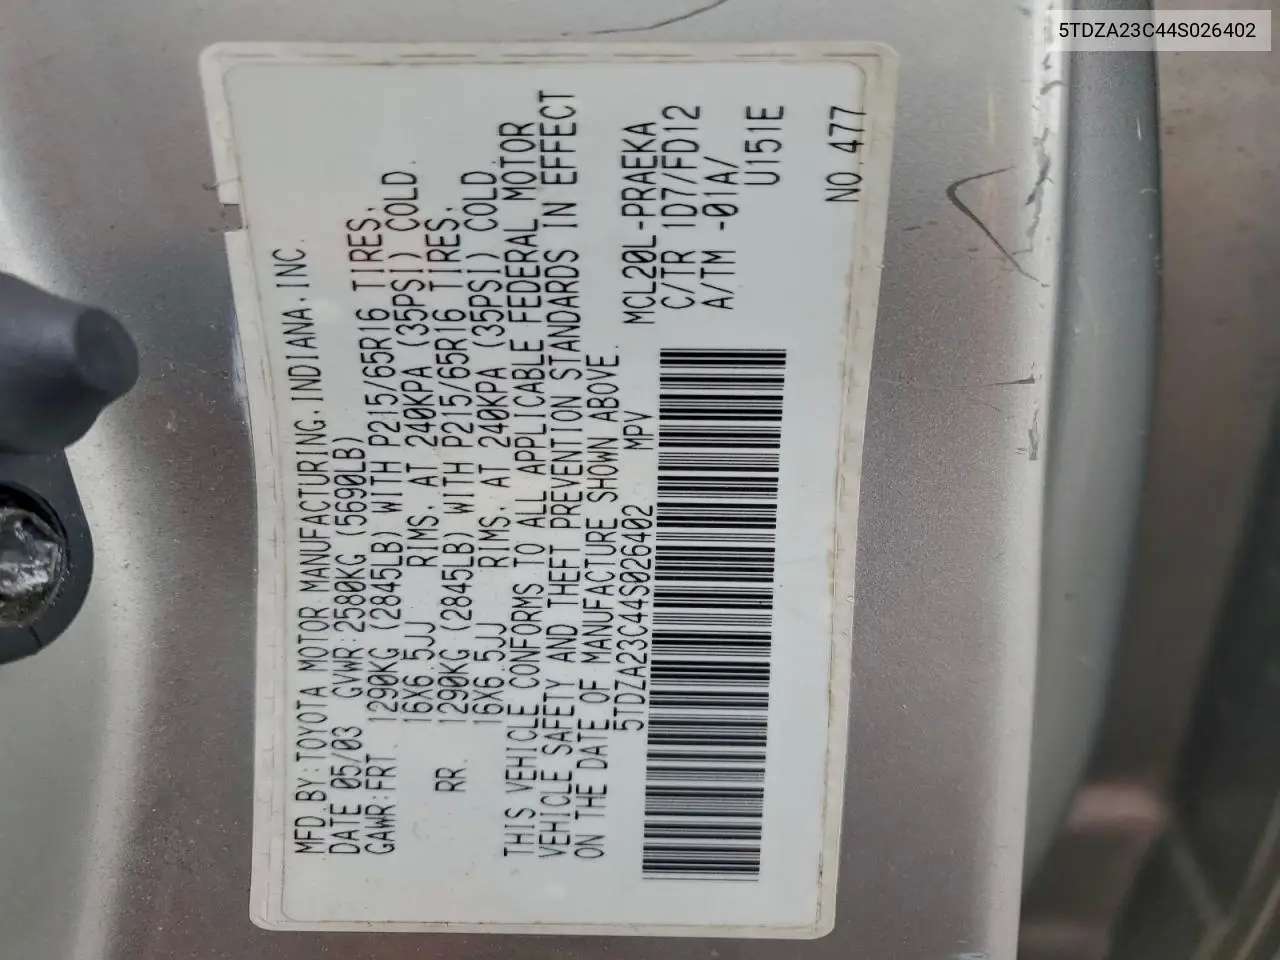 5TDZA23C44S026402
MFD.BY:TOYOTA MOTOR MANUFACTURING,INDIANA,INC.
DATE 05/03 GVWR:2580KG (5690LB)
GAWR:FRT. 1290KG (2845LB) WITH P215/65R16 TIRES,
16X6.5JJ RIMS, AT 240KPA (35PSI) COLD.
RR. 1290KG (2845LB) WITH P215/65R16 TIRES,
16X6.5JJ RIMS, AT 240KPA (35PSI) COLD.
THIS VEHICLE CONFORMS TO ALL APPLICABLE FEDERAL MOTOR
VEHICLE SAFETY AND THEFT PREVENTION STANDARDS IN EFFECT
ON THE DATE OF MANUFACTURE SHOWN ABOVE.
5TDZA23C44S026402 MPV
MCL20L-PRAEKA
C/TR 1D7/FD12
A/TM -01A/
U151E
NO.477